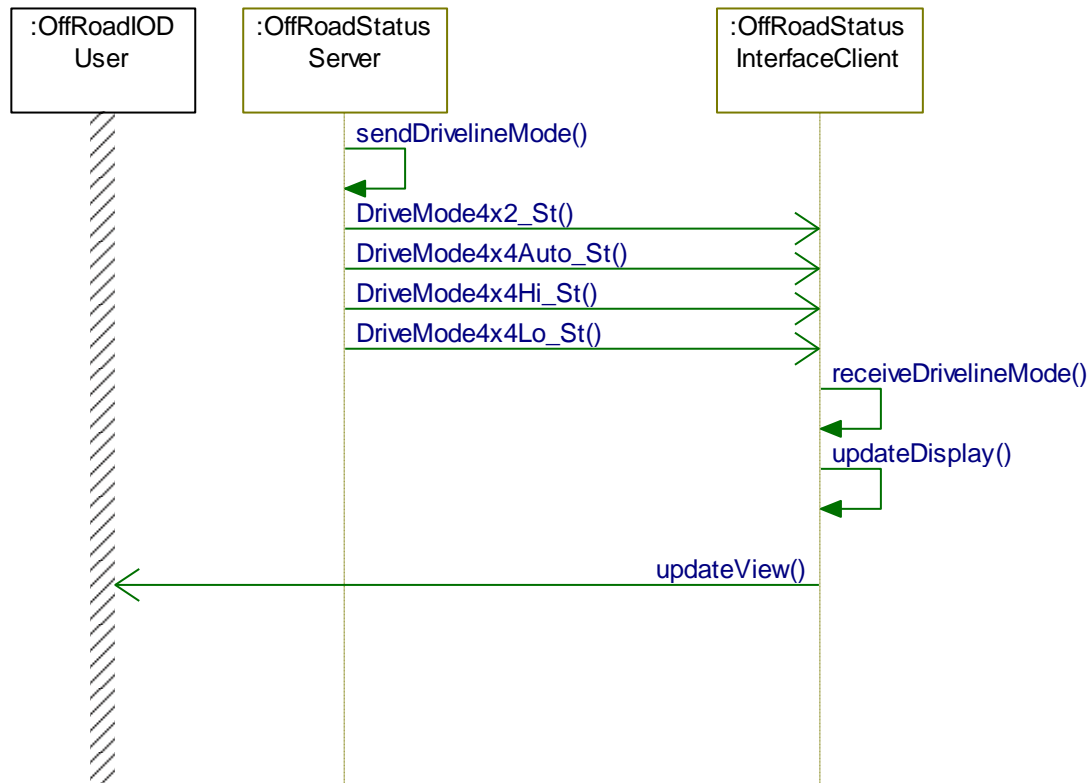 :OffRoadIOD
User
:OffRoadStatus
Server
:OffRoadStatus
InterfaceClient
sendDrivelineMode()
DriveMode4x2_St()
DriveMode4x4Auto_St()
DriveMode4x4Hi_St()
DriveMode4x4Lo_St()
receiveDrivelineMode()
updateDisplay()
updateView()